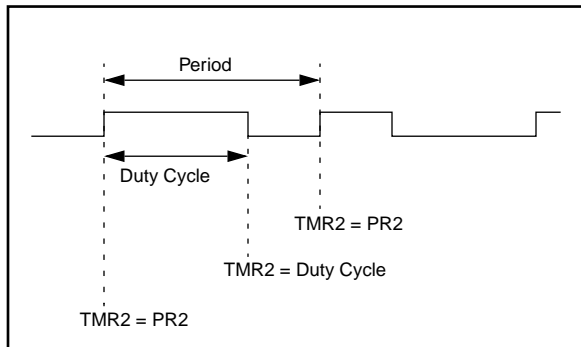 Period
Duty Cycle
TMR2 = PR2
TMR2 = Duty Cycle
TMR2 = PR2